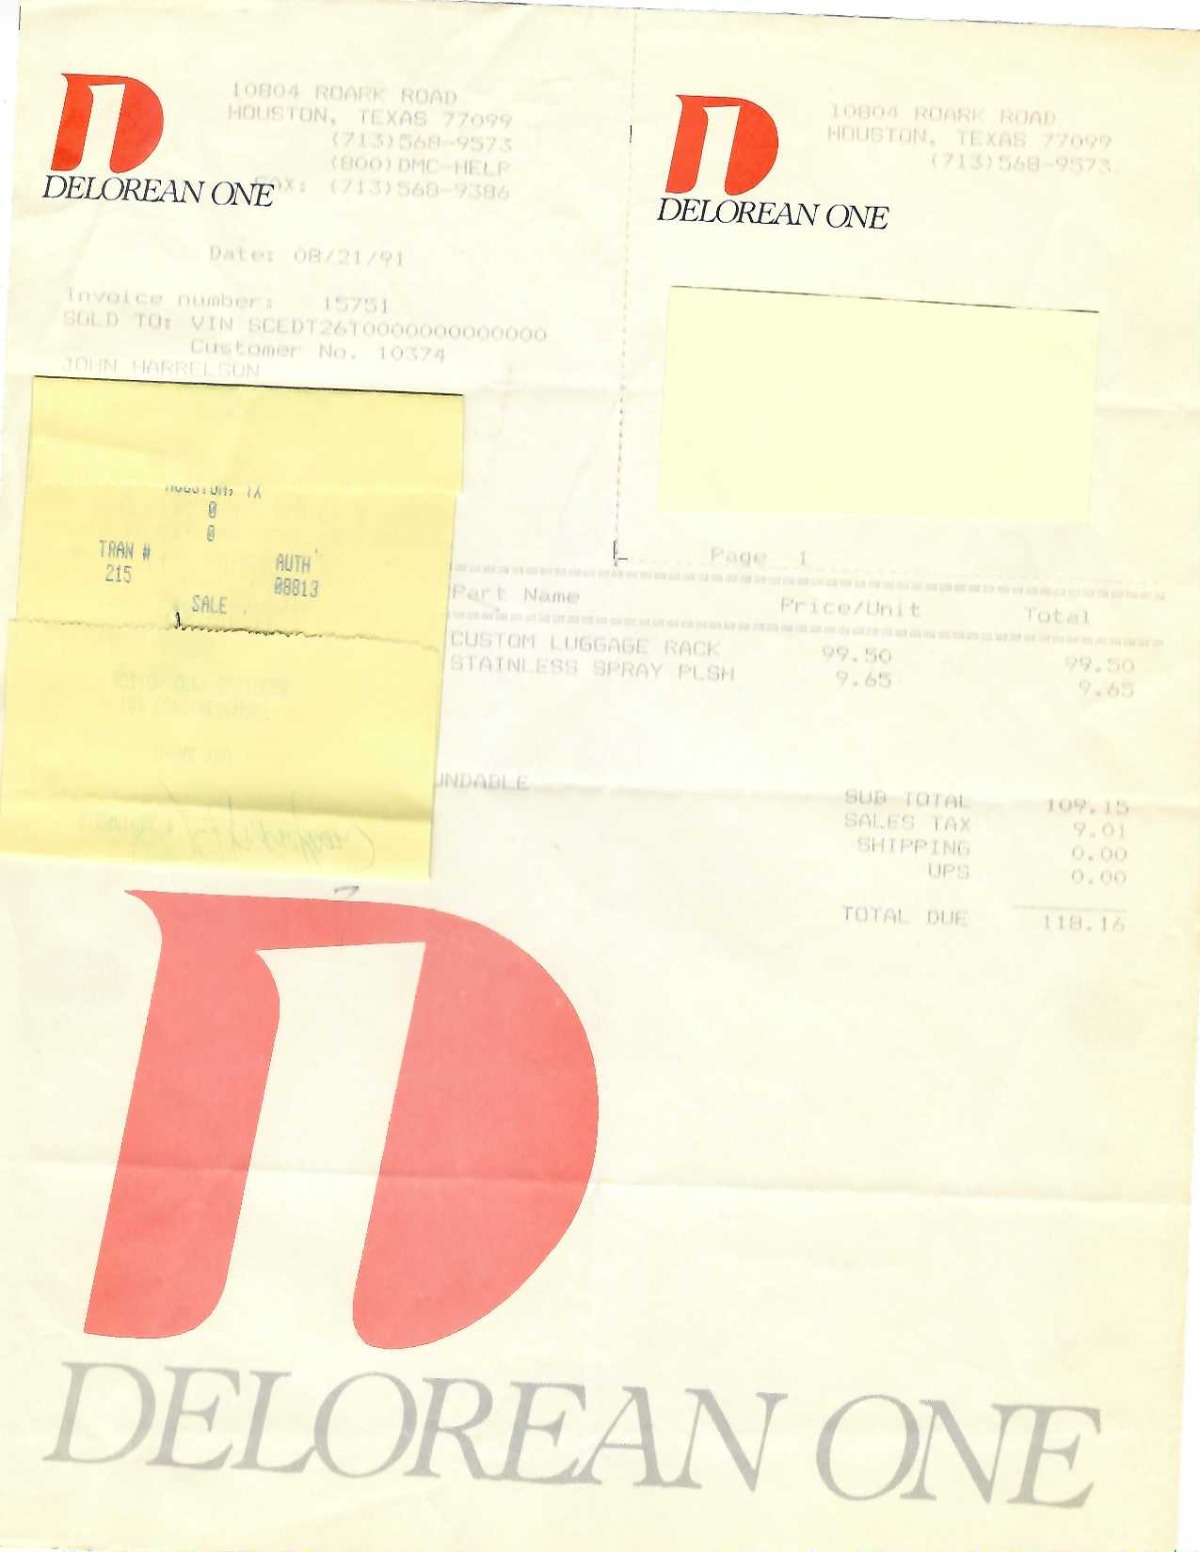 10804 ROARK ROAD
HOUSTON, TEXAS 77099
(713)568-9573
(800)DMC-HELP
FAX: (713)568-9386
DELOREAN ONE
10804 ROARK ROAD
HOUSTON, TEXAS 77099
(713)568-9573
DELOREAN ONE
Date: 08/21/91
Invoice number: 15751
SOLD TO: VIN SCEDT26T0000000000000
Customer No. 10374
JOHN HARRELSON
HOUSTON, TX
0
0
TRAN # AUTH
215 08813
SALE
Page 1
Part Name Price/Unit Total
CUSTOM LUGGAGE RACK 99.50 99.50
STAINLESS SPRAY PLSH 9.65 9.65
UNDABLE
SUB TOTAL 109.15
SALES TAX 9.01
SHIPPING 0.00
UPS 0.00
TOTAL DUE 118.16
DELOREAN ONE